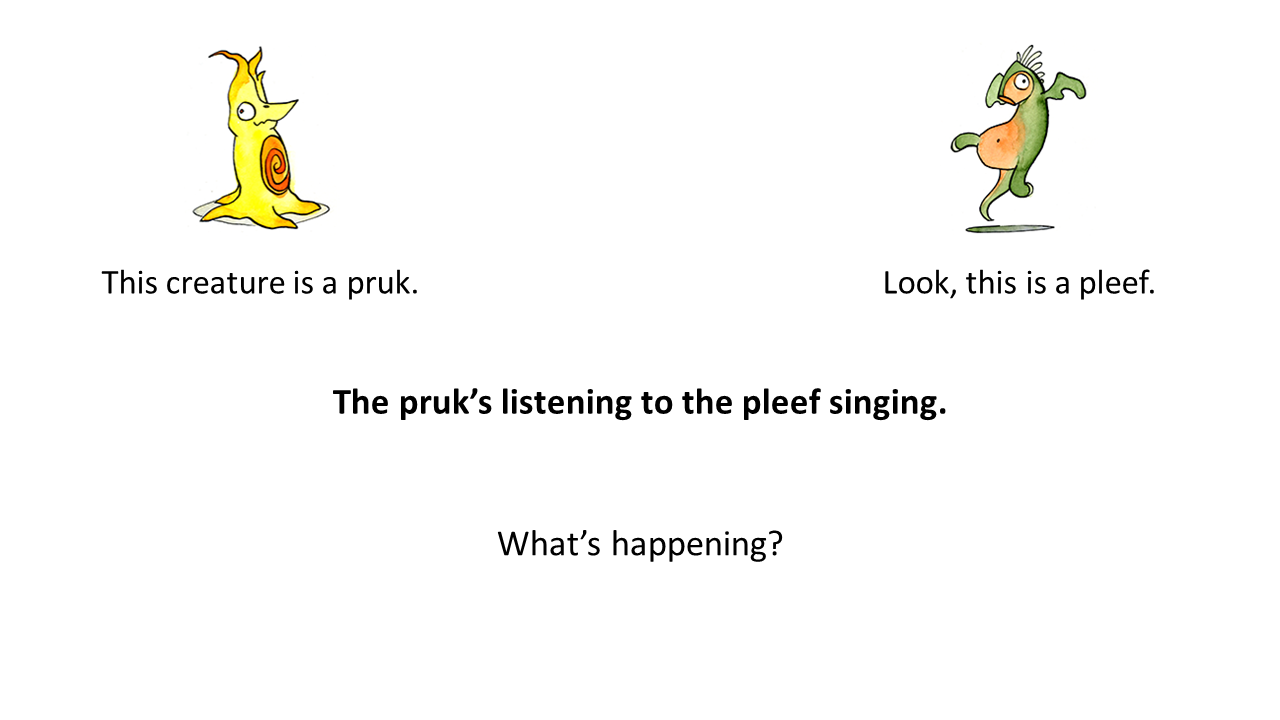 This creature is a pruk.
Look, this is a pleef.
The pruk’s listening to the pleef singing.
What’s happening?